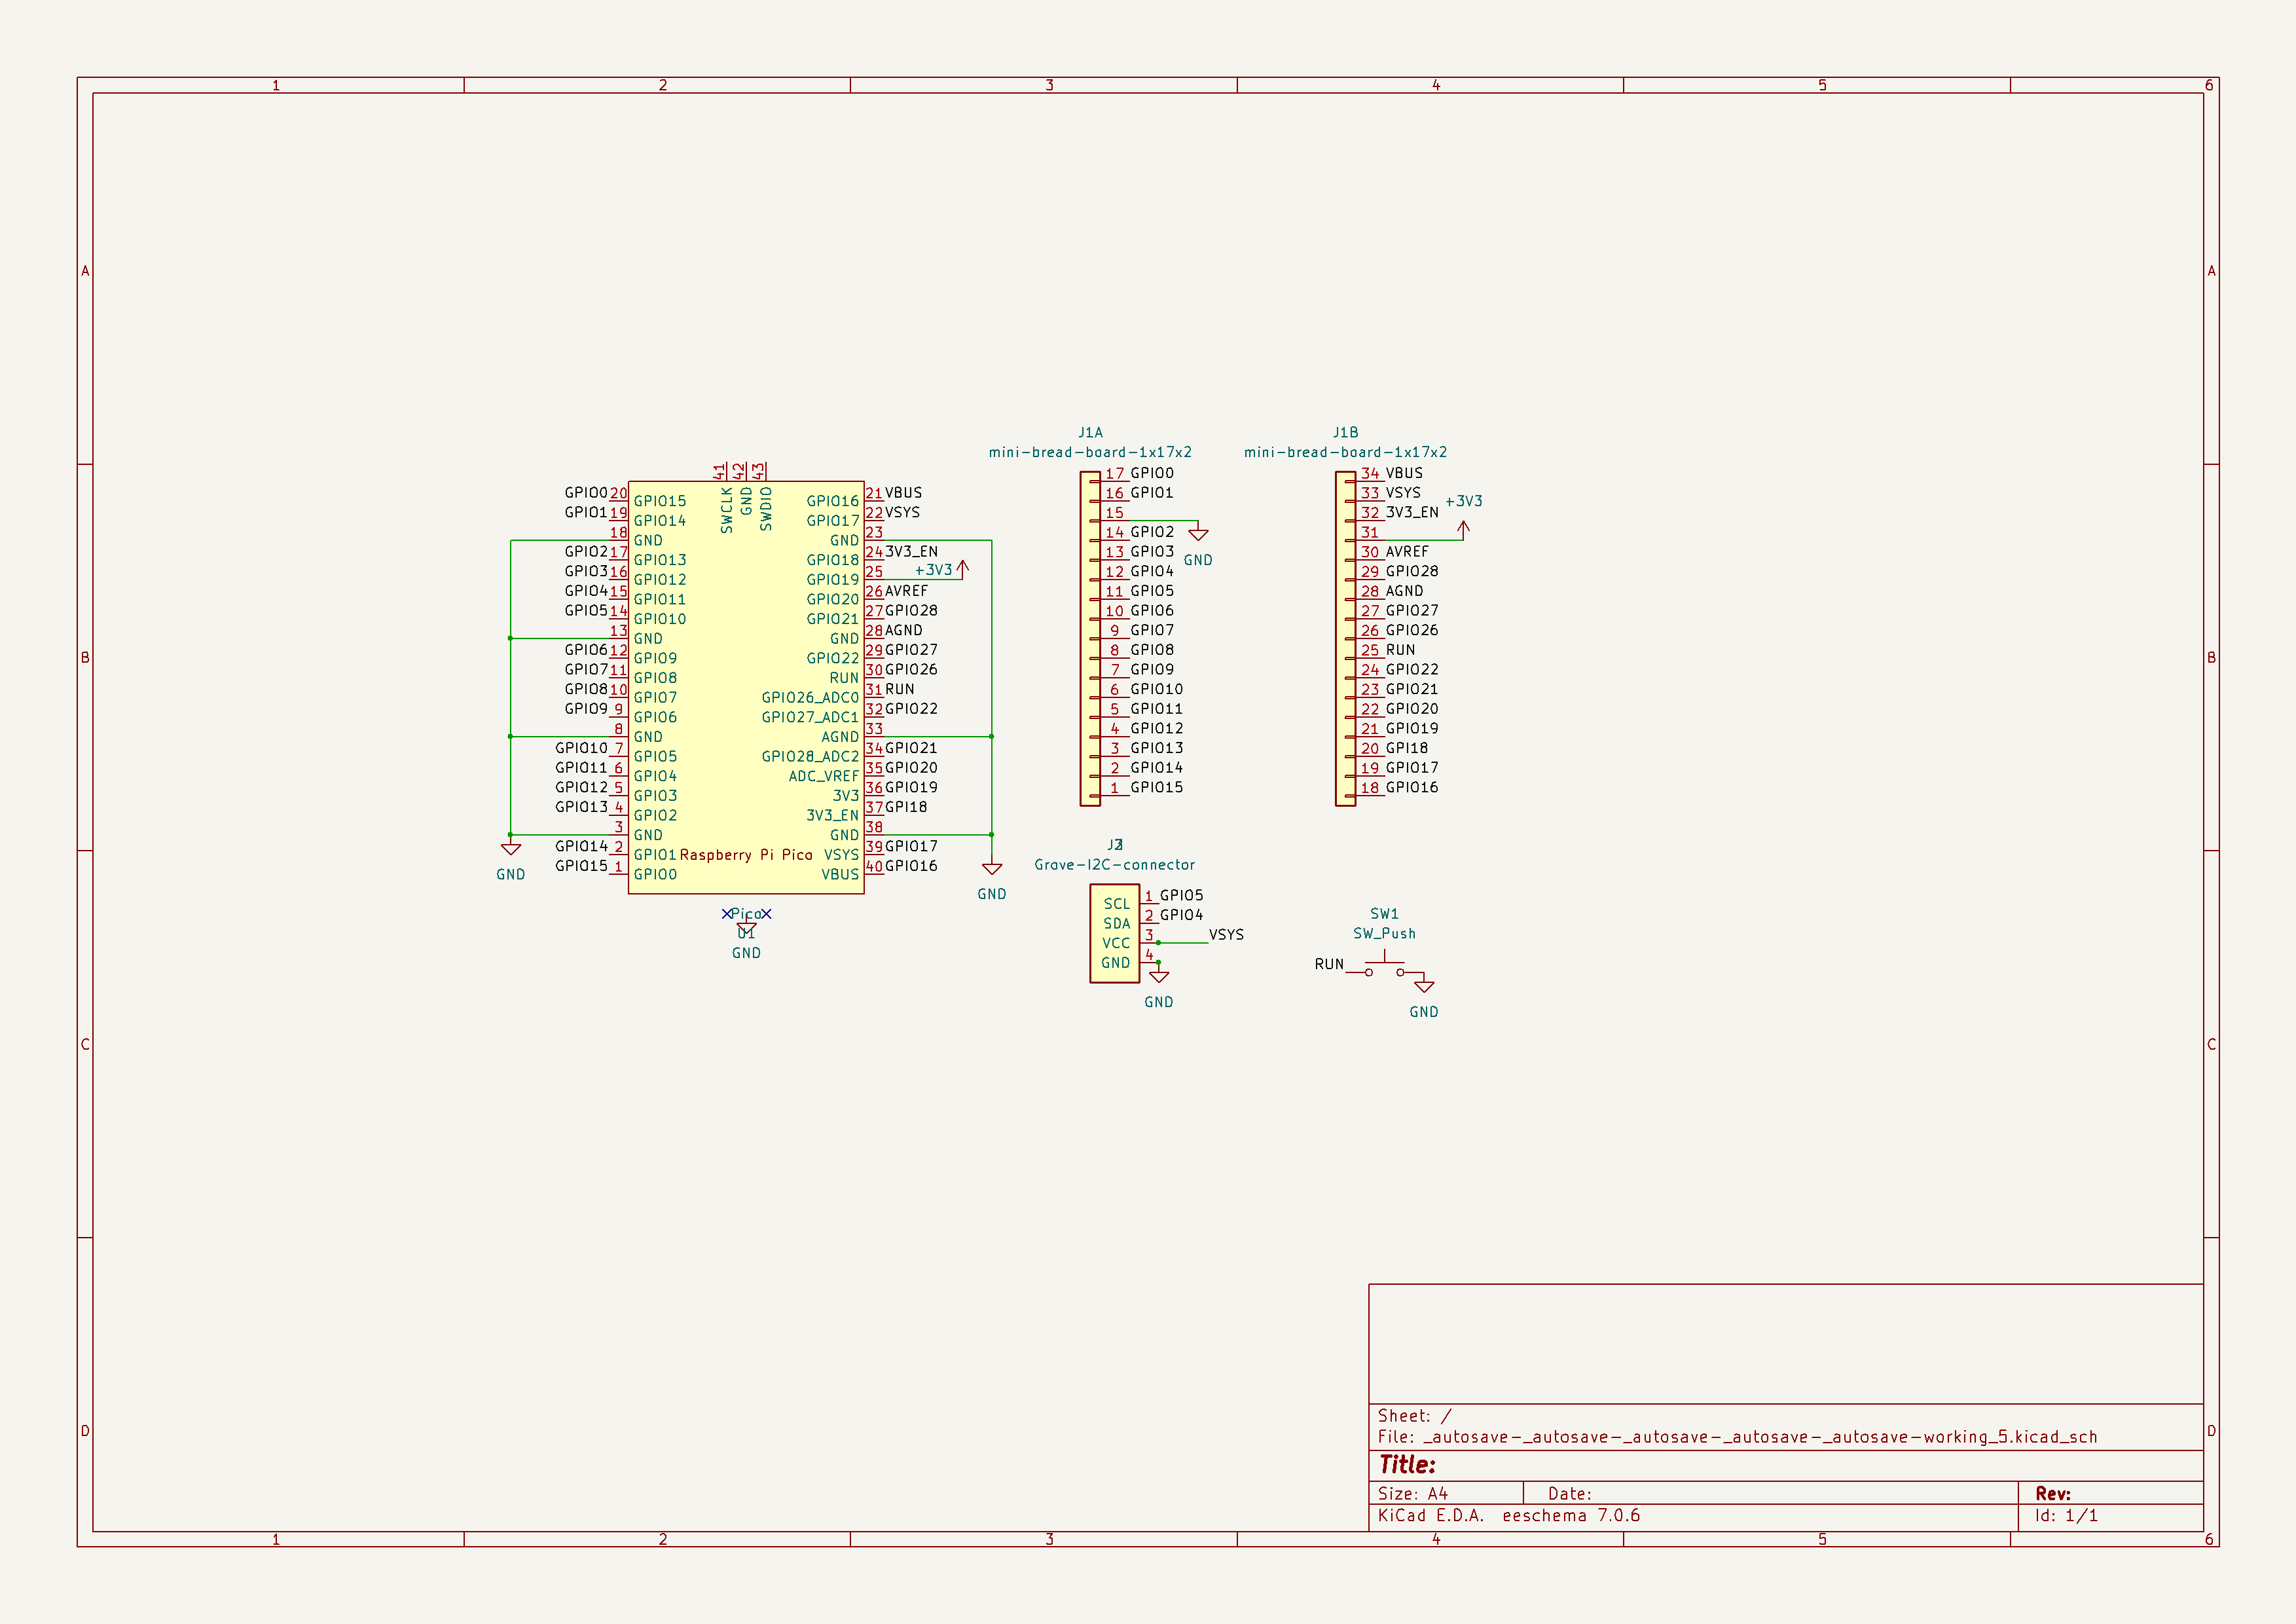 1 2 3 4 5 6
A A
B B
C C
D D
1 2 3 4 5 6
41 42 43
SWCLK GND SWDIO
GPIO0 20 GPIO15 GPIO16 21 VBUS
GPIO1 19 GPIO14 GPIO17 22 VSYS
18 GND GND 23
GPIO2 17 GPIO13 GPIO18 24 3V3_EN
GPIO3 16 GPIO12 GPIO19 25 +3V3
GPIO4 15 GPIO11 GPIO20 26 AVREF
GPIO5 14 GPIO10 GPIO21 27 GPIO28
13 GND GND 28 AGND
GPIO6 12 GPIO9 GPIO22 29 GPIO27
GPIO7 11 GPIO8 RUN 30 GPIO26
GPIO8 10 GPIO7 GPIO26_ADC0 31 RUN
GPIO9 9 GPIO6 GPIO27_ADC1 32 GPIO22
8 GND AGND 33
GPIO10 7 GPIO5 GPIO28_ADC2 34 GPIO21
GPIO11 6 GPIO4 ADC_VREF 35 GPIO20
GPIO12 5 GPIO3 3V3 36 GPIO19
GPIO13 4 GPIO2 3V3_EN 37 GPI18
3 GND GND 38
GPIO14 2 GPIO1 Raspberry Pi Pico VSYS 39 GPIO17
GPIO15 1 GPIO0 VBUS 40 GPIO16
GND
GND
Pico
U1
GND
J1A
mini-bread-board-1x17x2
17 GPIO0
16 GPIO1
15
14 GPIO2
GND
13 GPIO3
12 GPIO4
11 GPIO5
10 GPIO6
9 GPIO7
8 GPIO8
7 GPIO9
6 GPIO10
5 GPIO11
4 GPIO12
3 GPIO13
2 GPIO14
1 GPIO15
J1B
mini-bread-board-1x17x2
34 VBUS
33 VSYS
+3V3
32 3V3_EN
31
30 AVREF
29 GPIO28
28 AGND
27 GPIO27
26 GPIO26
25 RUN
24 GPIO22
23 GPIO21
22 GPIO20
21 GPIO19
20 GPI18
19 GPIO17
18 GPIO16
Grove-I2C-connector
SCL 1 GPIO5
SDA 2 GPIO4
VCC 3 VSYS
GND 4
GND
SW1
SW_Push
RUN
GND
Sheet: /
File: _autosave-_autosave-_autosave-_autosave-_autosave-working_5.kicad_sch
Title:
Size: A4 Date: Rev:
KiCad E.D.A. eeschema 7.0.6 Id: 1/1